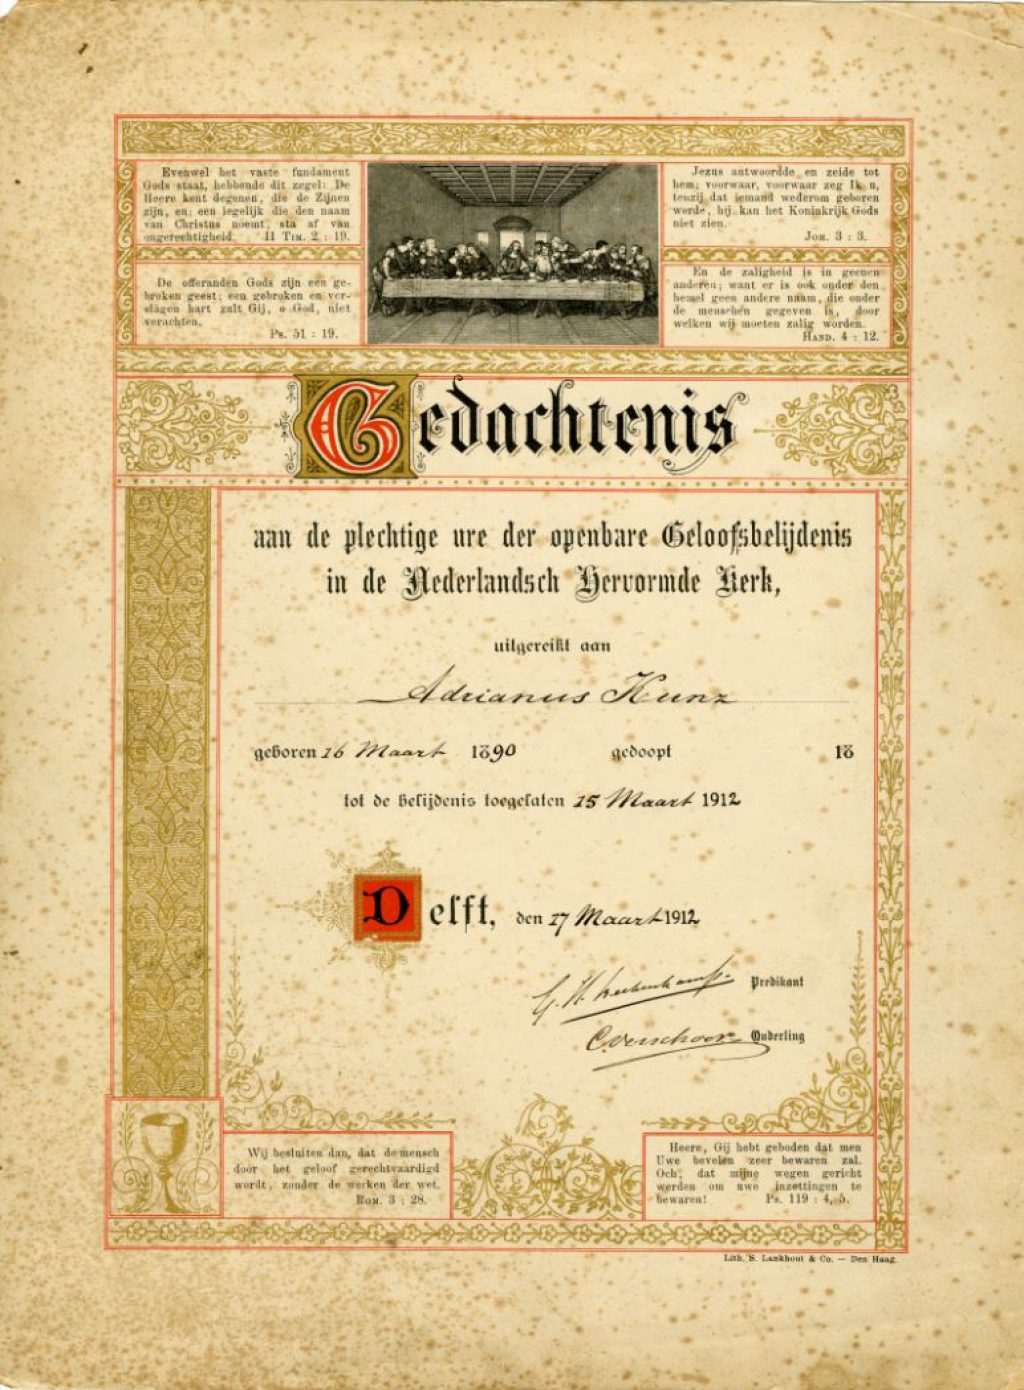 Evenwel het vaste fundament
Gods staat, hebbende dit zegel: De
Heere kent degenen, die de Zijnen
zijn, en: een iegelijk die den naam
van Christus noemt, sta af van
ongerechtigheid. II Tim. 2 : 19.
De offeranden Gods zijn een ge-
broken geest; een gebroken en ver-
slagen hart zult Gij, o God, niet
verachten.
Ps. 51 : 19.
Jezus antwoordde en zeide tot
hem; voorwaar, voorwaar zeg Ik u,
tenzij dat iemand wederom geboren
worde, hij kan het Koninkrijk Gods
niet zien.
Joh. 3 : 3.
En de zaligheid is in geenen
anderen; want er is ook onder den
hemel geen andere naam, die onder
de menschen gegeven is, door
welken wij moeten zalig worden.
Hand. 4 : 12.
Gedachtenis
aan de plechtige ure der openbare Geloofsbelijdenis
in de Nederlandsch Hervormde Kerk,
uitgereikt aan
Adrianus Kunz
geboren 16 Maart 1890 gedoopt 18
tot de belijdenis toegelaten 15 Maart 1912
Delft, den 17 Maart 1912
G. H. Predikant
C Verschoor Ouderling
Wij besluiten dan, dat de mensch
door het geloof gerechtvaardigd
wordt, zonder de werken der wet.
Rom. 3 : 28.
Heere, Gij hebt geboden dat men
Uwe bevelen zeer bewaren zal.
Och, dat mijne wegen gericht
werden om uwe inzettingen te
bewaren! Ps. 119 : 4, 5.
Lith. S. Lankhout & Co. — Den Haag.